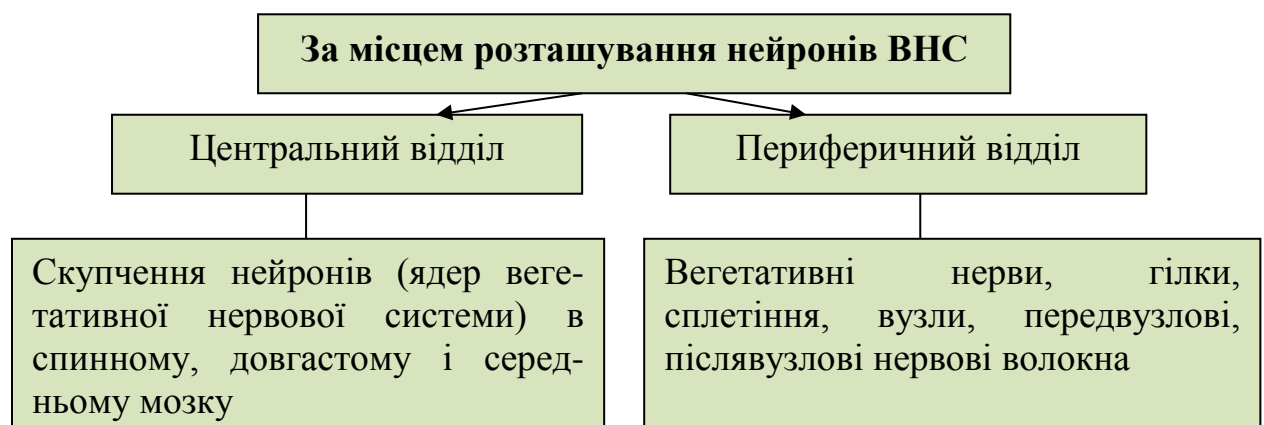 За місцем розташування нейронів ВНС
Центральний відділ
Периферичний відділ
Скупчення нейронів (ядер веге-
тативної нервової системи) в
спинному, довгастому і серед-
ньому мозку
Вегетативні нерви, гілки,
сплетіння, вузли, передвузлові,
післявузлові нервові волокна